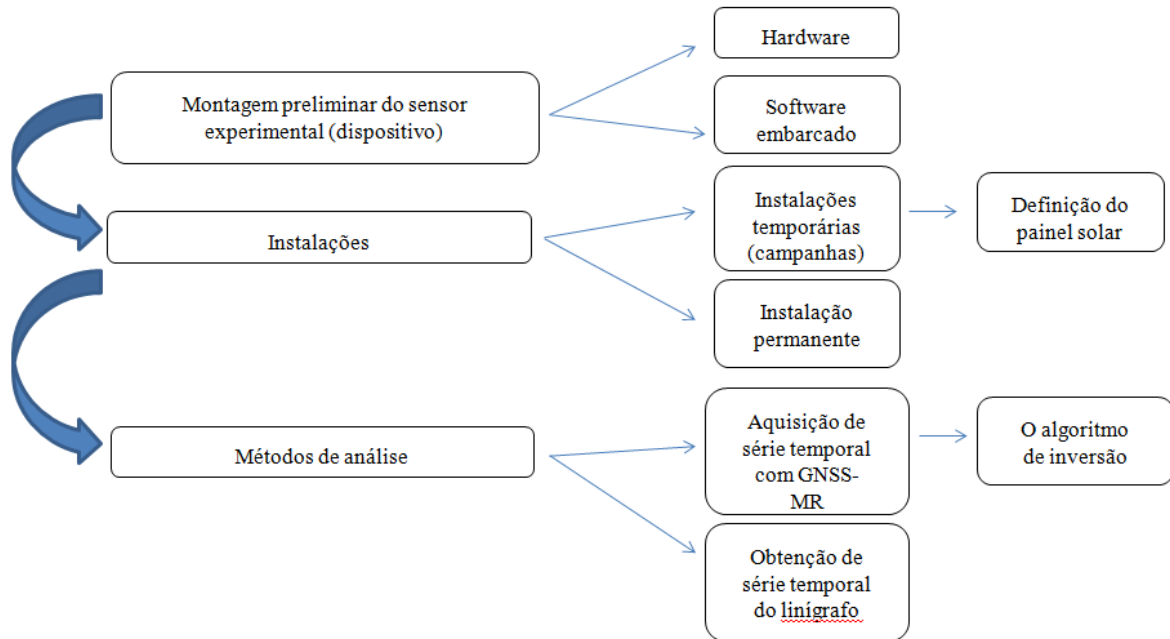 Hardware
Montagem preliminar do sensor
experimental (dispositivo)
Software
embarcado
Instalações
Instalações
temporárias
(campanhas)
Definição do
painel solar
Instalação
permanente
Métodos de análise
Aquisição de
série temporal
com GNSS-
MR
O algoritmo
de inversão
Obtenção de
série temporal
do linígrafo